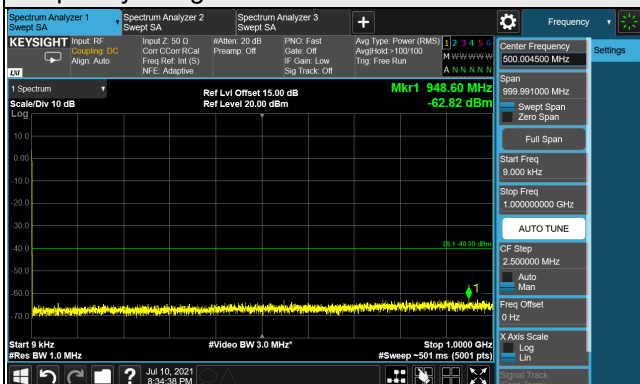 Spectrum Analyzer 1
Swept SA
Spectrum Analyzer 2
Swept SA
Spectrum Analyzer 3
Swept SA
+
Frequency
KEYSIGHT
Input: RF
Coupling: DC
Align: Auto
Input Z: 50 Ω
Corr CCorr RCal
Freq Ref: Int (S)
NFE: Adaptive
#Atten: 20 dB
Preamp: Off
PNO: Fast
Gate: Off
IF Gain: Low
Sig Track: Off
Avg Type: Power (RMS)
Avg|Hold:>100/100
Trig: Free Run
1 2 3 4 5 6
M W W W W W
A N N N N N
LXI
1 Spectrum
Scale/Div 10 dB
Log
Ref Lvl Offset 15.00 dB
Ref Level 20.00 dBm
Mkr1 948.60 MHz
-62.82 dBm
10.0
0.00
-10.0
-20.0
-30.0
-40.0
-50.0
-60.0
-70.0
DL1 -40.00 dBm
1
Start 9 kHz
#Res BW 1.0 MHz
#Video BW 3.0 MHz*
Stop 1.0000 GHz
#Sweep ~501 ms (5001 pts)
Center Frequency
500.004500 MHz
Span
999.991000 MHz
Swept Span
Zero Span
Full Span
Start Freq
9.000 kHz
Stop Freq
1.000000000 GHz
AUTO TUNE
CF Step
2.500000 MHz
Auto
Man
Freq Offset
0 Hz
X Axis Scale
Log
Lin
Signal Track
Settings
?
Jul 10, 2021
8:34:38 PM